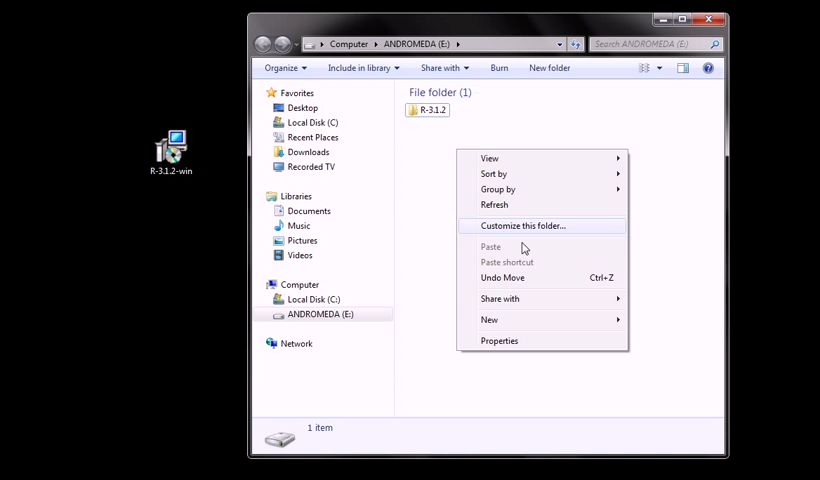 Computer ANDROMEDA (E:)
Search ANDROMEDA (E:)
Organize Include in library Share with Burn New folder
Favorites
Desktop
Local Disk (C)
Recent Places
Downloads
Recorded TV
Libraries
Documents
Music
Pictures
Videos
Computer
Local Disk (C:)
ANDROMEDA (E:)
Network
File folder (1)
R-3.1.2
View
Sort by
Group by
Refresh
Customize this folder...
Paste
Paste shortcut
Undo Move Ctrl+Z
Share with
New
Properties
1 item
R-3.1.2-win